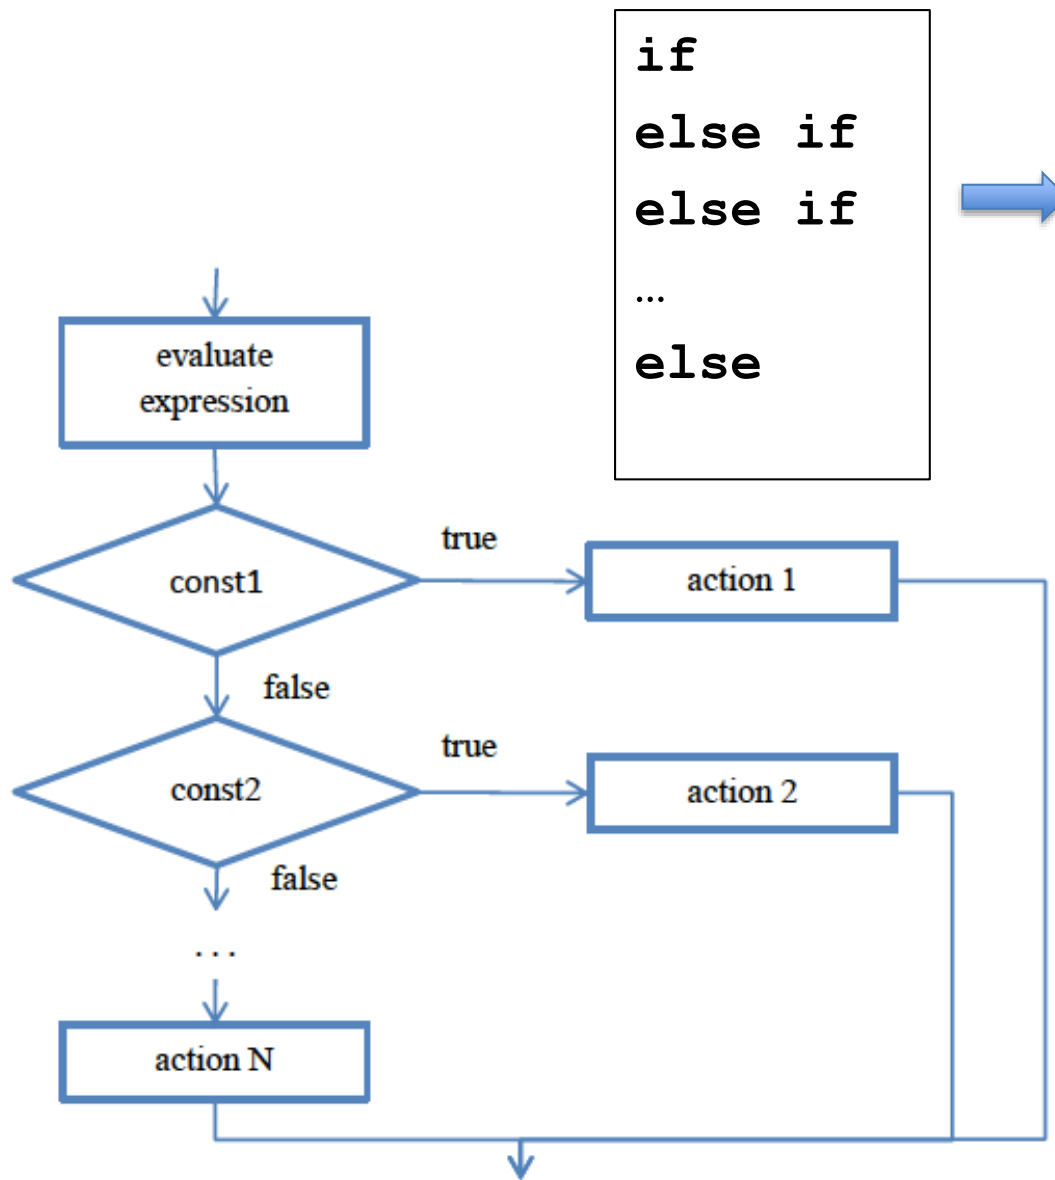 if
else if
else if
...
else
evaluate
expression
const1
true
action 1
false
const2
true
action 2
false
...
action N